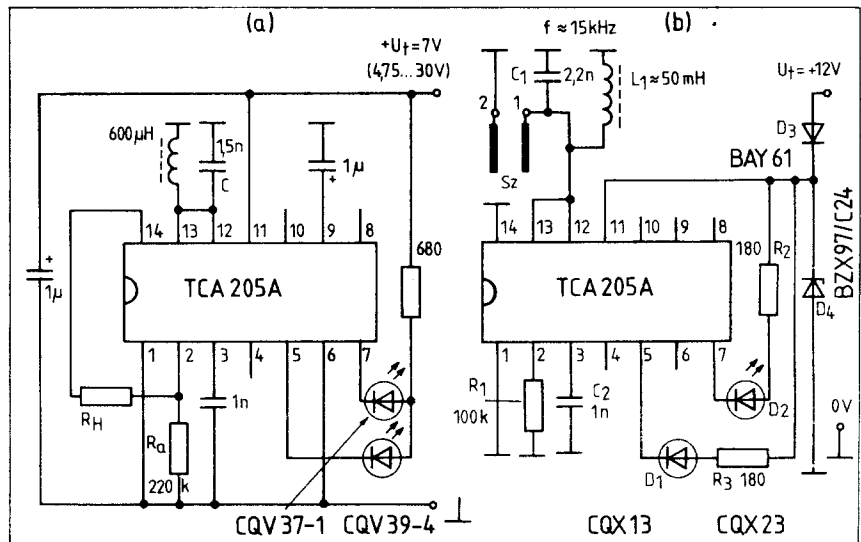 (a)
+Ut=7V
(4,75...30V)
600µH
1,5n
C
1µ
+
14 13 12 11 10 9 8
680
+
1µ
TCA 205A
1 2 3 4 5 6 7
RH
1n
Ra
220 k
CQV 37-1 CQV 39-4
(b)
f ≈ 15kHz
C1
2,2n
L1 ≈ 50mH
Ut = +12V
2 1
Sz
D3
BAY 61
14 13 12 11 10 9 8
180 R2
BZX97/C24
TCA 205A
D4
1 2 3 4 5 6 7
R1
100k
C2
1n
D2
0V
D1
R3 180
CQX 13 CQX 23